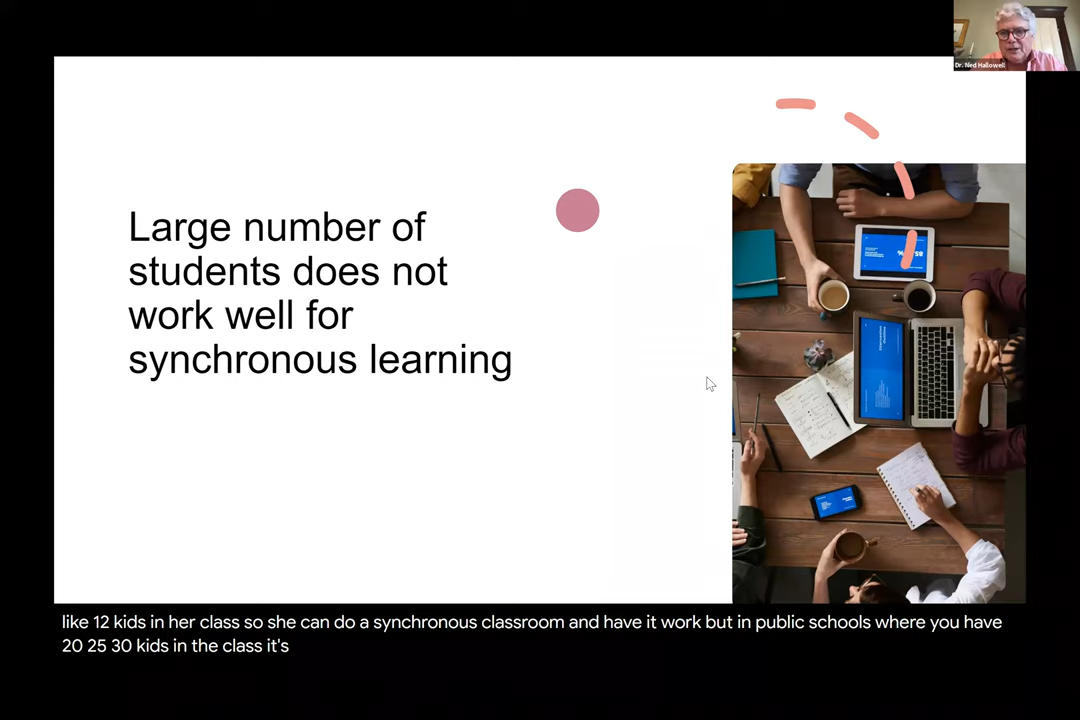 Dr. Ned Hallowell
Large number of
students does not
work well for
synchronous learning
like 12 kids in her class so she can do a synchronous classroom and have it work but in public schools where you have
20 25 30 kids in the class it's